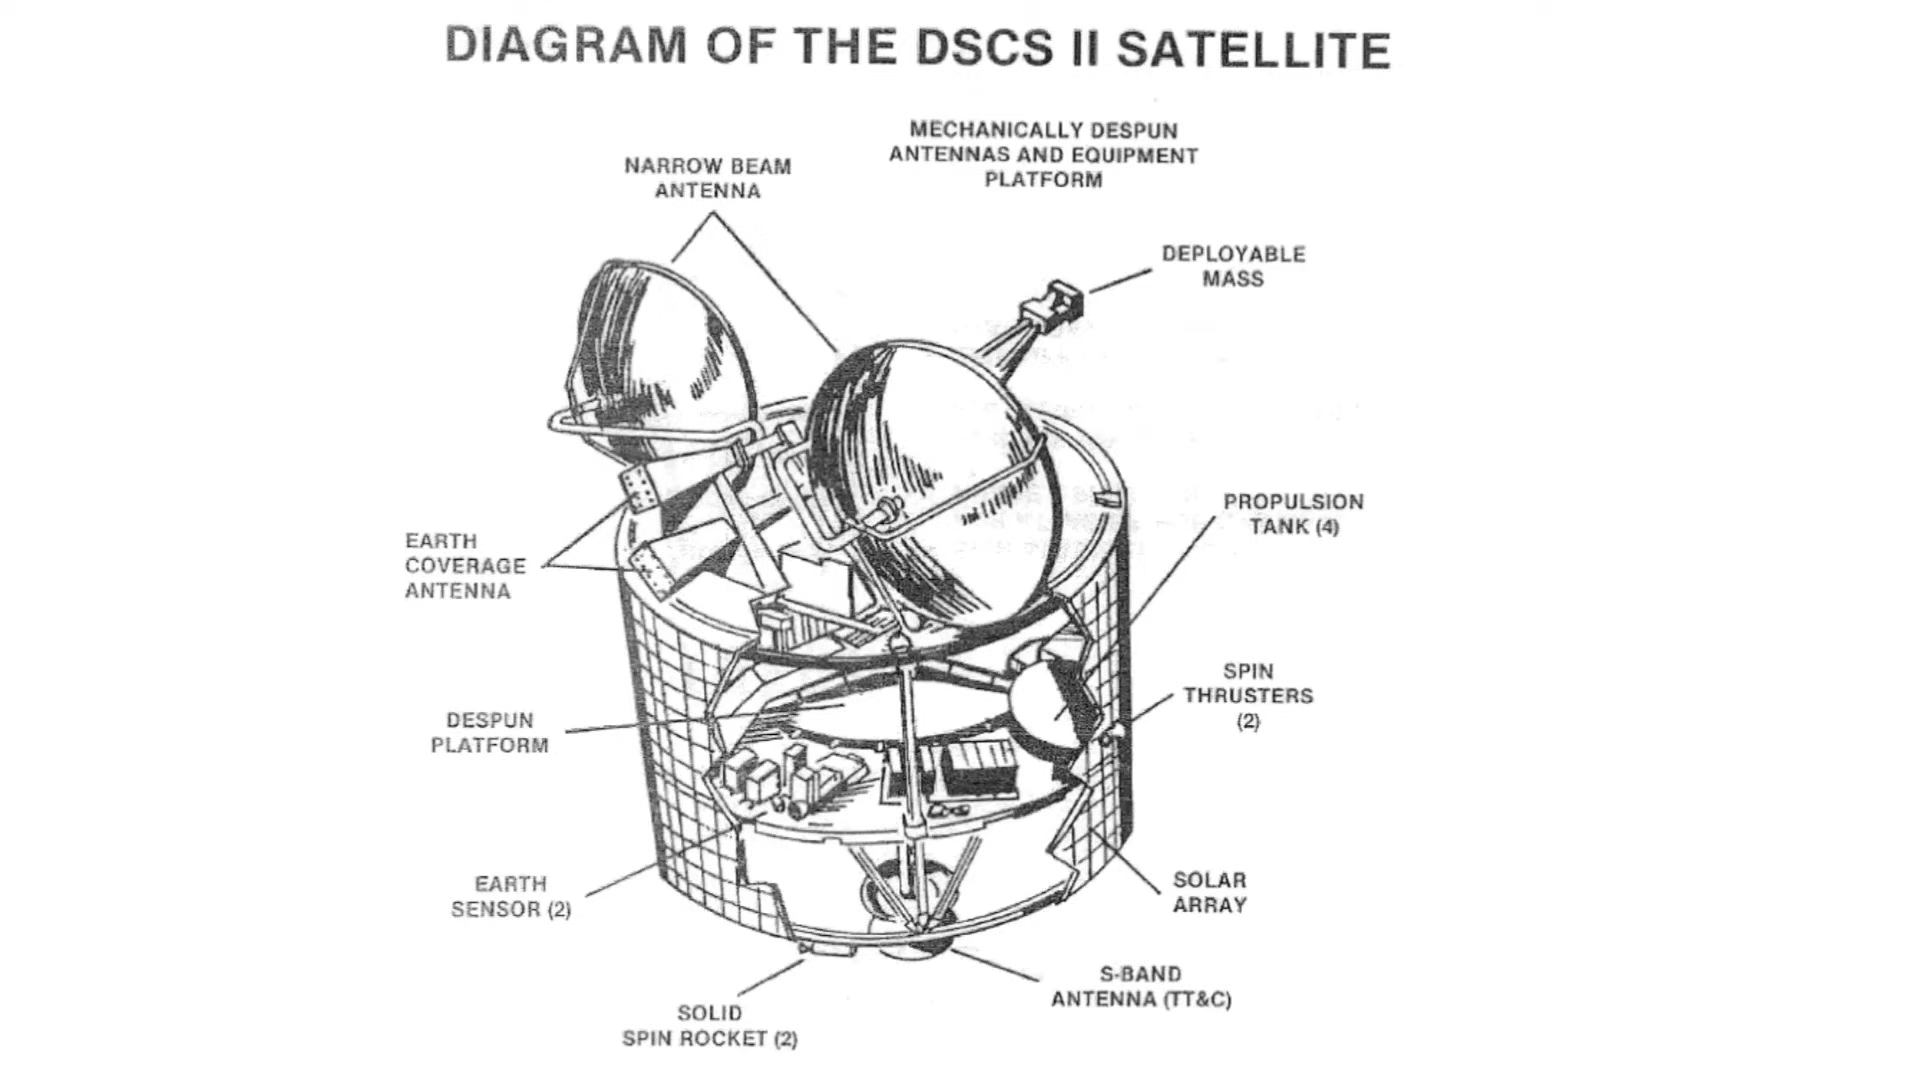 DIAGRAM OF THE DSCS II SATELLITE
MECHANICALLY DESPUN
ANTENNAS AND EQUIPMENT
PLATFORM
NARROW BEAM
ANTENNA
DEPLOYABLE
MASS
PROPULSION
TANK (4)
EARTH
COVERAGE
ANTENNA
SPIN
THRUSTERS
(2)
DESPUN
PLATFORM
SOLAR
ARRAY
EARTH
SENSOR (2)
S-BAND
ANTENNA (TT&C)
SOLID
SPIN ROCKET (2)